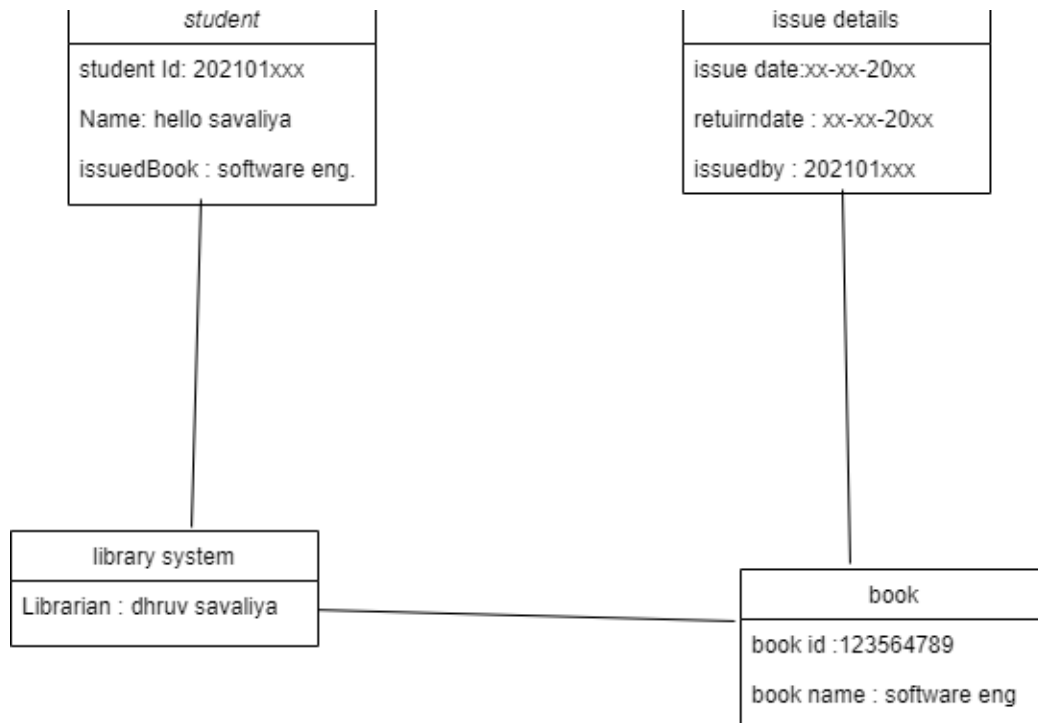 student
student Id: 202101xxx
Name: hello savaliya
issuedBook : software eng.
issue details
issue date:xx-xx-20xx
retuirndate : xx-xx-20xx
issuedby : 202101xxx
library system
Librarian : dhruv savaliya
book
book id :123564789
book name : software eng